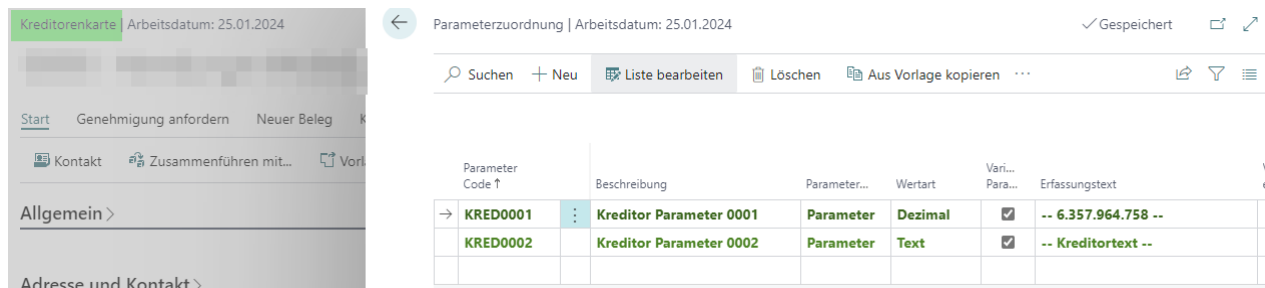 Kreditorenkarte | Arbeitsdatum: 25.01.2024
Start Genehmigung anfordern Neuer Beleg
Kontakt Zusammenführen mit...
Allgemein >
Adresse und Kontakt >
Parameterzuordnung | Arbeitsdatum: 25.01.2024
✓ Gespeichert
Suchen + Neu Liste bearbeiten Löschen Aus Vorlage kopieren ...
Parameter Code ↑ Beschreibung Parameter... Wertart Vari... Para... Erfassungstext
→ KRED0001 Kreditor Parameter 0001 Parameter Dezimal -- 6.357.964.758 --
KRED0002 Kreditor Parameter 0002 Parameter Text -- Kreditortext --